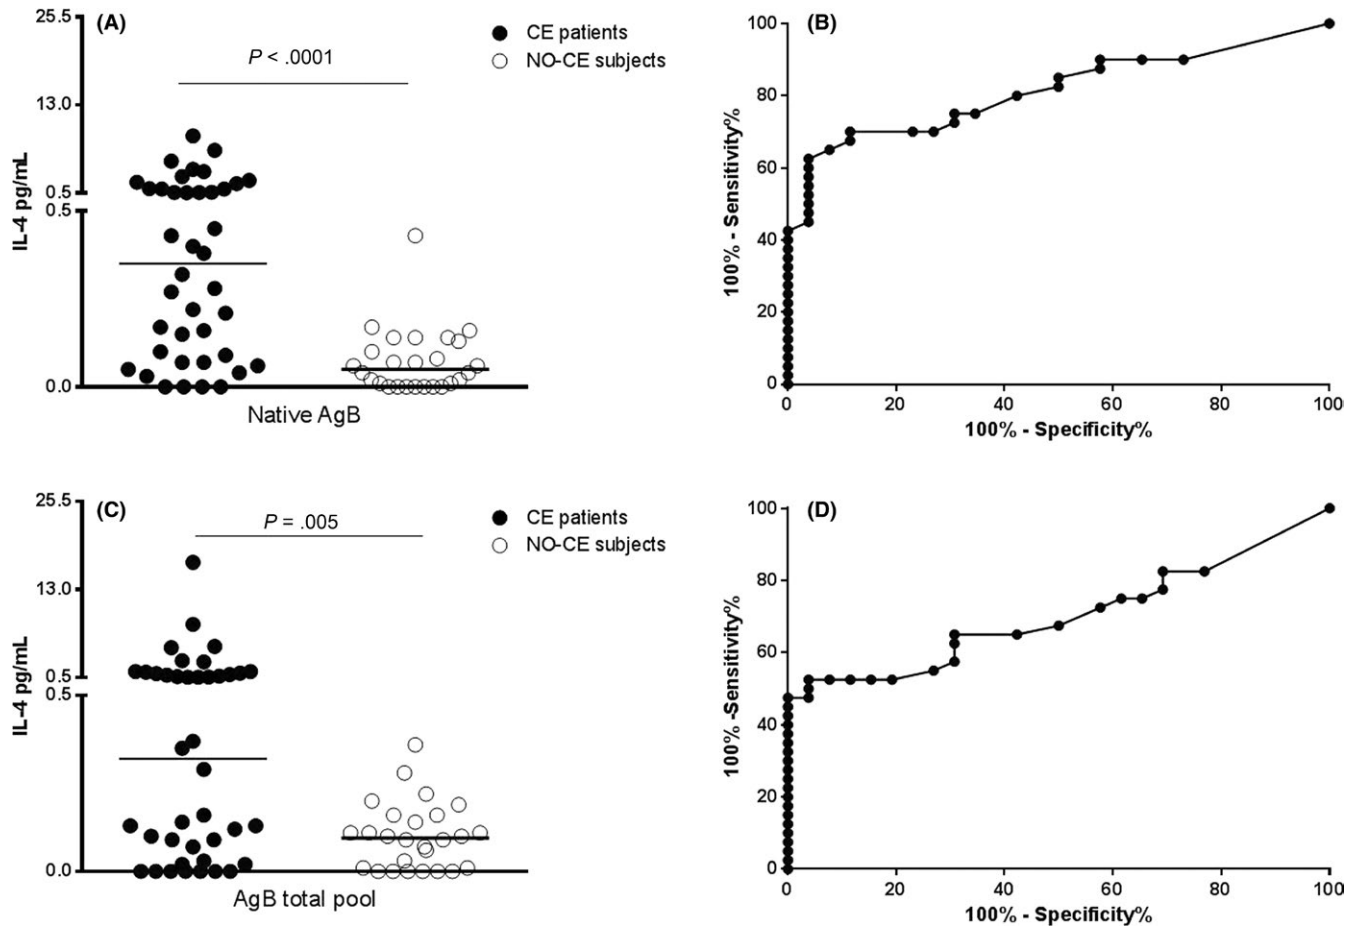 (A)
25.5
13.0
0.5
0.5
0.0
IL-4 pg/mL
P < .0001
CE patients
NO-CE subjects
Native AgB
(B)
100
80
60
40
20
0
100% - Sensitivity%
0 20 40 60 80 100
100% - Specificity%
(C)
25.5
13.0
0.5
0.5
0.0
IL-4 pg/mL
P = .005
CE patients
NO-CE subjects
AgB total pool
(D)
100
80
60
40
20
0
100% -Sensitivity%
0 20 40 60 80 100
100% - Specificity%